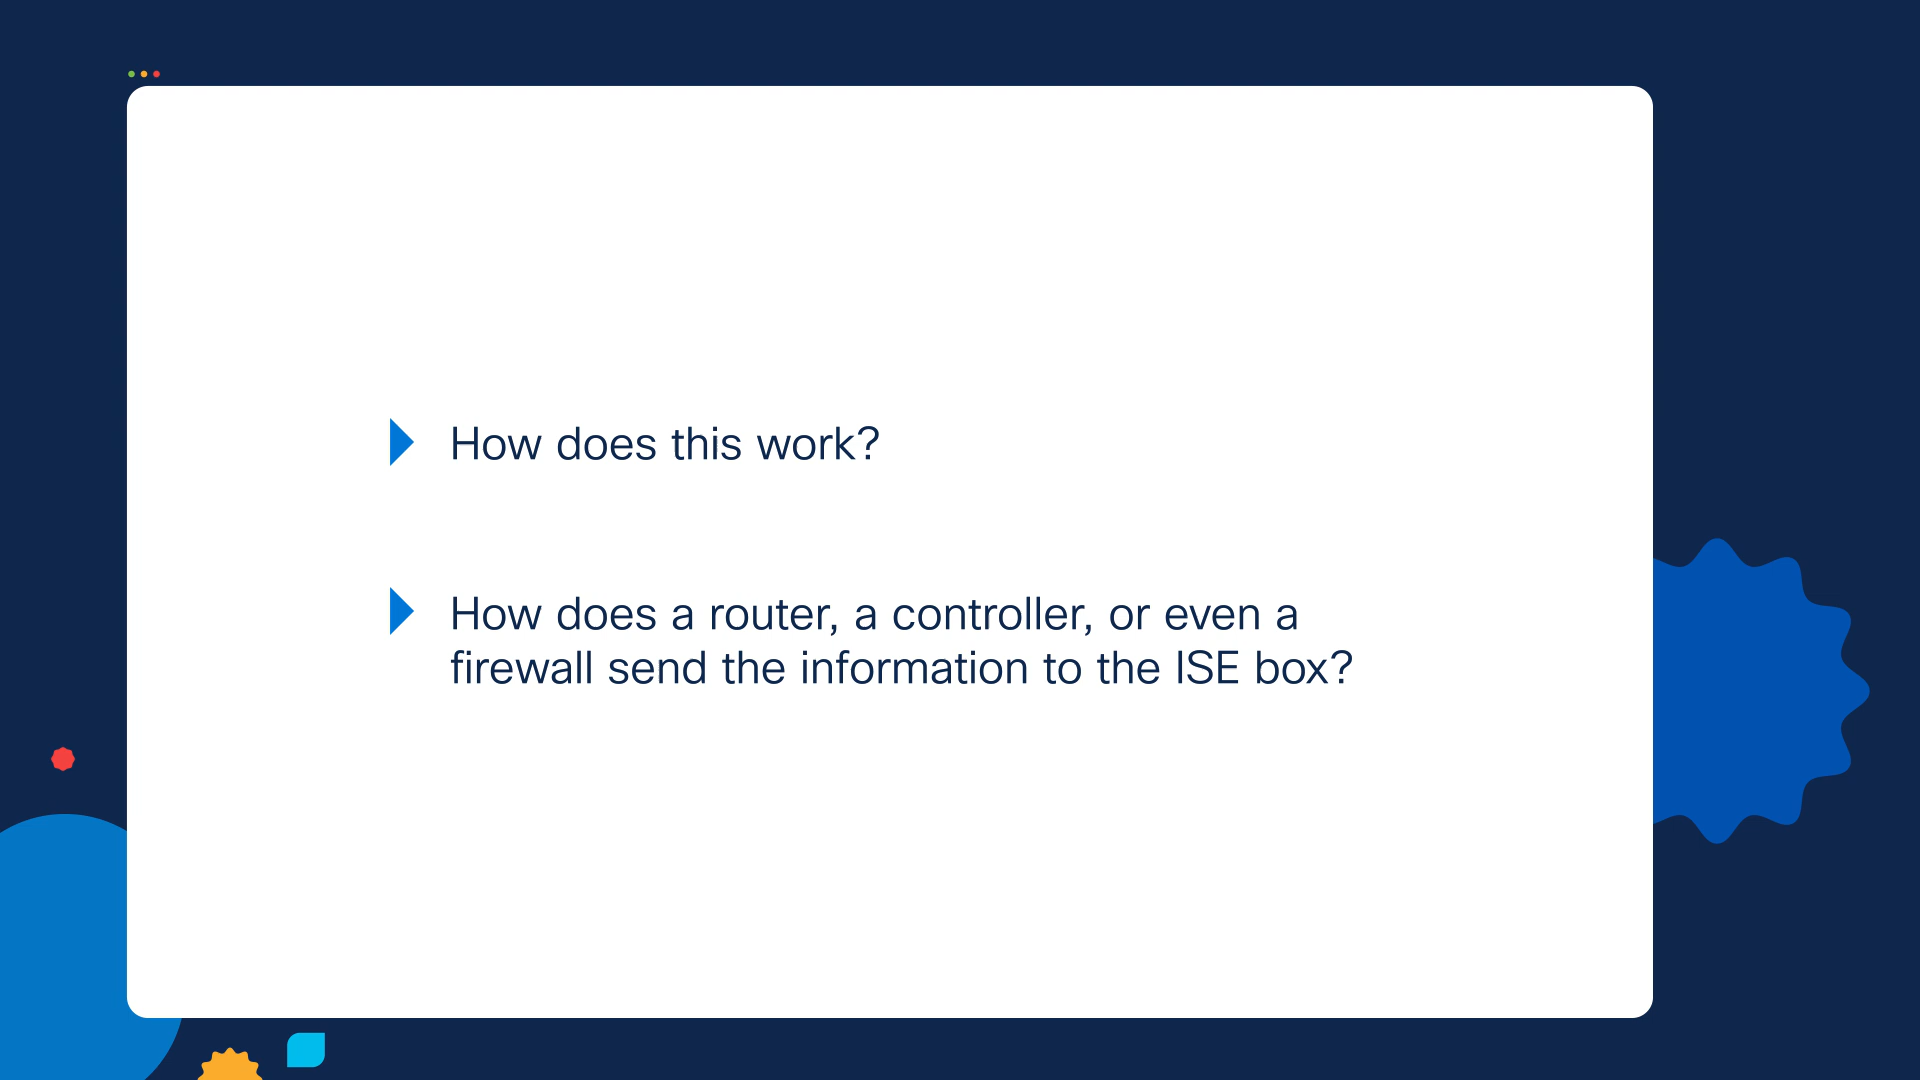 How does this work?
How does a router, a controller, or even a
firewall send the information to the ISE box?